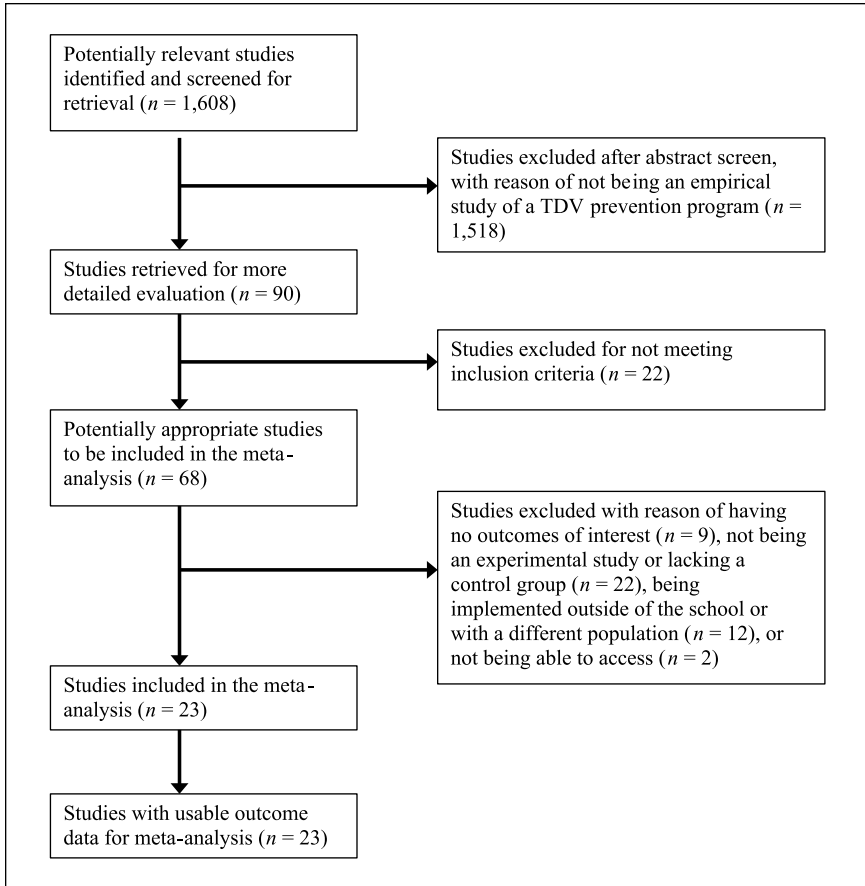 Potentially relevant studies
identified and screened for
retrieval (n = 1,608)
Studies excluded after abstract screen,
with reason of not being an empirical
study of a TDV prevention program (n =
1,518)
Studies retrieved for more
detailed evaluation (n = 90)
Studies excluded for not meeting
inclusion criteria (n = 22)
Potentially appropriate studies
to be included in the meta-
analysis (n = 68)
Studies excluded with reason of having
no outcomes of interest (n = 9), not being
an experimental study or lacking a
control group (n = 22), being
implemented outside of the school or
with a different population (n = 12), or
not being able to access (n = 2)
Studies included in the meta-
analysis (n = 23)
Studies with usable outcome
data for meta-analysis (n = 23)